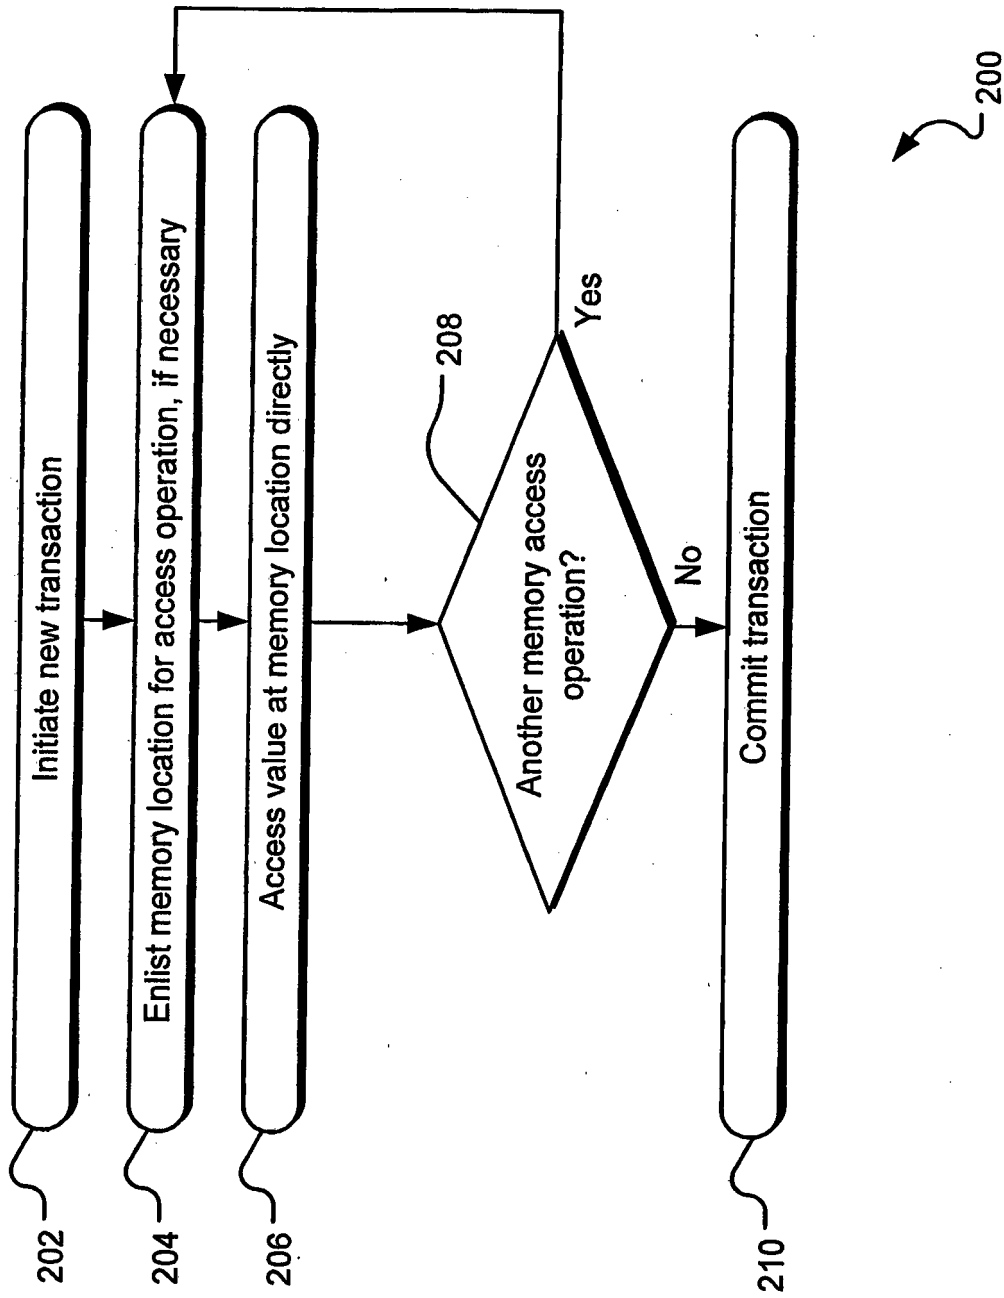 202
Initiate new transaction
204
Enlist memory location for access operation, if necessary
206
Access value at memory location directly
208
Another memory access
operation?
Yes
No
210
Commit transaction
200